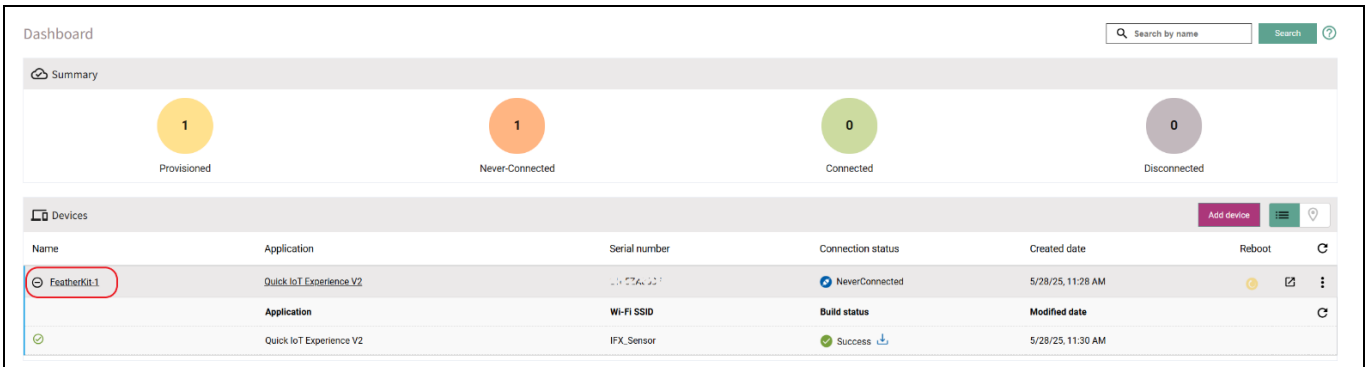 Dashboard
Search by name
Search
Summary
1
1
0
0
Provisioned
Never-Connected
Connected
Disconnected
Devices
Add device
Name Application Serial number Connection status Created date Reboot
FeatherKit-1 Quick IoT Experience V2 NeverConnected 5/28/25, 11:28 AM
Application Wi-Fi SSID Build status Modified date
Quick IoT Experience V2 IFX_Sensor Success 5/28/25, 11:30 AM